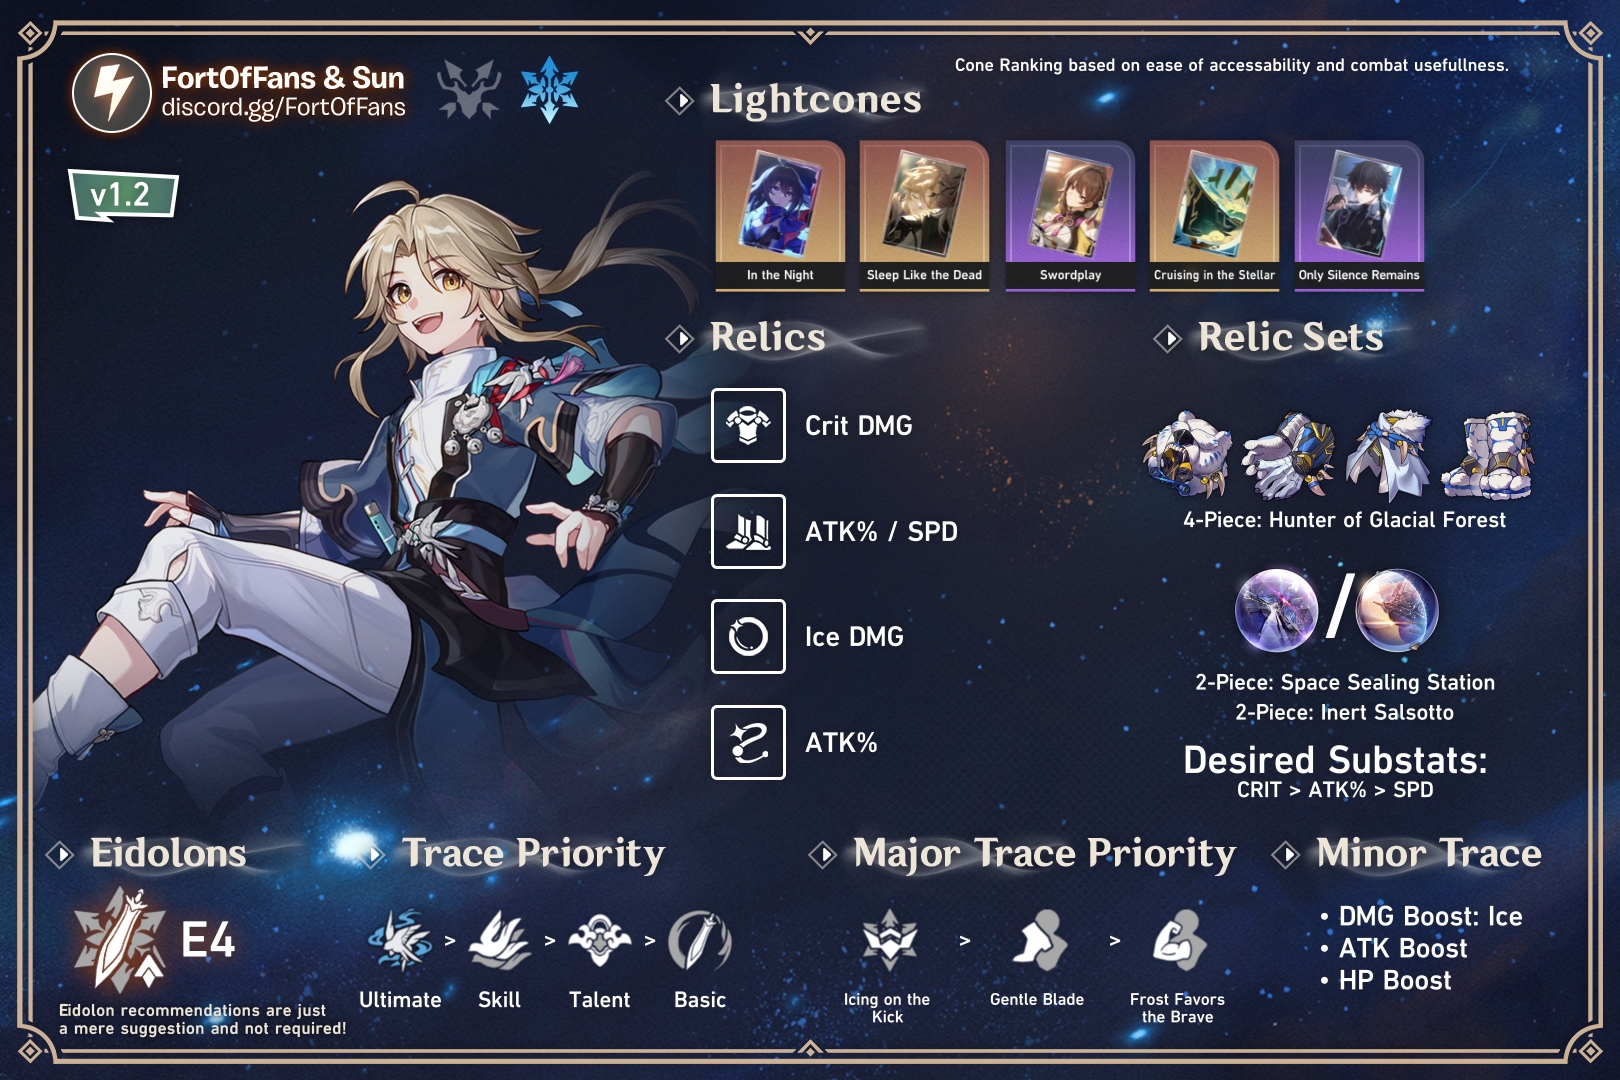 FortOfFans & Sun
discord.gg/FortOfFans
v1.2
Cone Ranking based on ease of accessability and combat usefullness.
Lightcones
In the Night
Sleep Like the Dead
Swordplay
Cruising in the Stellar
Only Silence Remains
Relics
Crit DMG
ATK% / SPD
Ice DMG
ATK%
Relic Sets
4-Piece: Hunter of Glacial Forest
/
2-Piece: Space Sealing Station
2-Piece: Inert Salsotto
Desired Substats:
CRIT > ATK% > SPD
Eidolons
E4
Eidolon recommendations are just
a mere suggestion and not required!
Trace Priority
> > >
Ultimate Skill Talent Basic
Major Trace Priority
> >
Icing on the
Kick
Gentle Blade
Frost Favors
the Brave
Minor Trace
• DMG Boost: Ice
• ATK Boost
• HP Boost